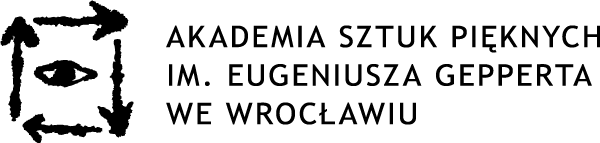 AKADEMIA SZTUK PIĘKNYCH
IM. EUGENIUSZA GEPPERTA
WE WROCŁAWIU